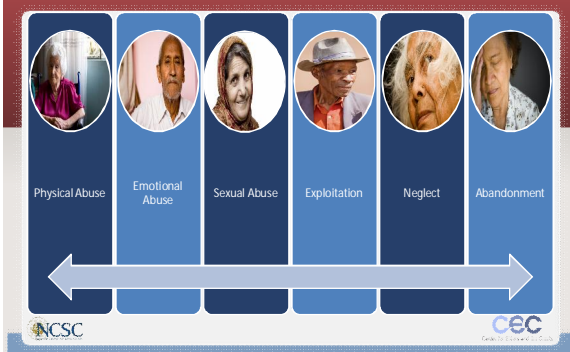 Physical Abuse
Emotional
Abuse
Sexual Abuse
Exploitation
Neglect
Abandonment
NCSC
CEC